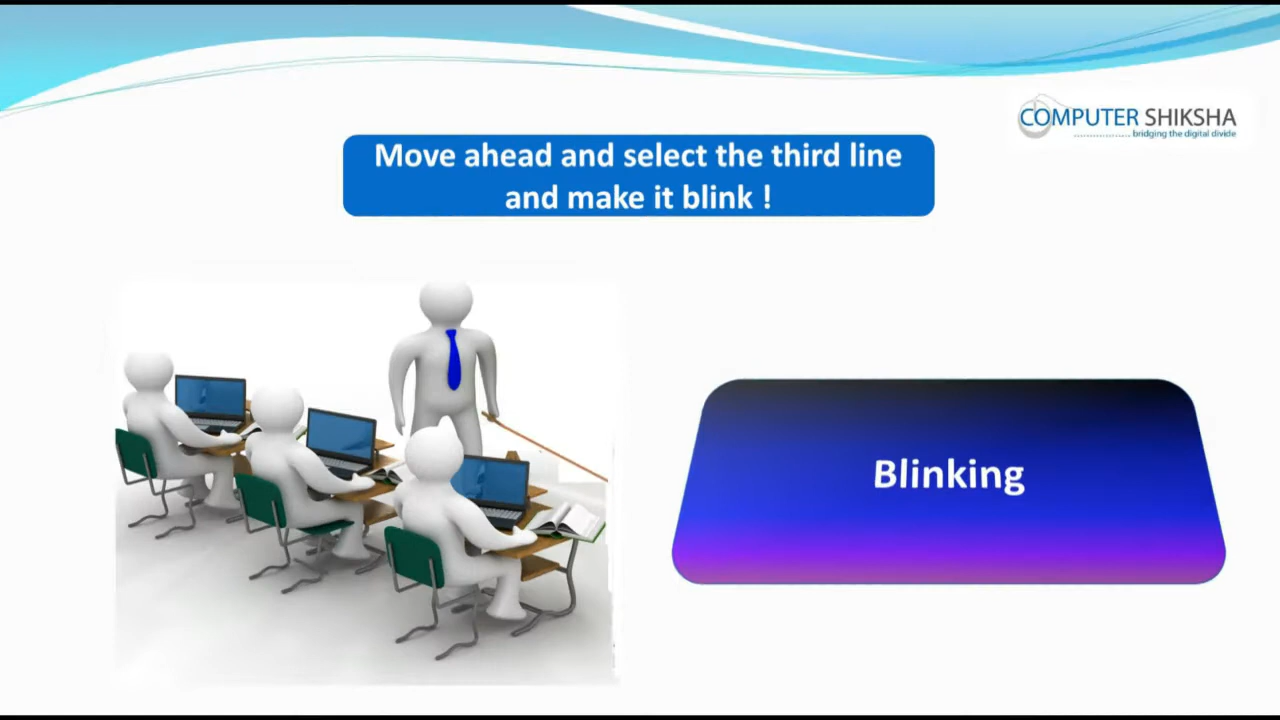 COMPUTER SHIKSHA
bridging the digital divide
Move ahead and select the third line
and make it blink !
Blinking